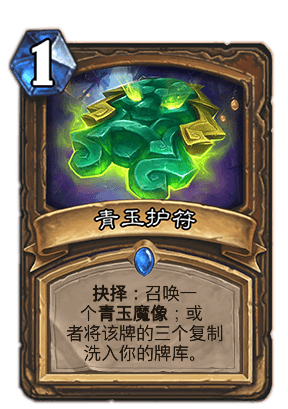 1
青玉护符
抉择：召唤一
个青玉魔像；或
者将该牌的三个复制
洗入你的牌库。